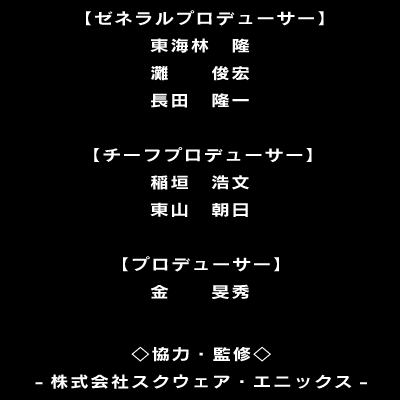 【ゼネラルプロデューサー】
東海林　隆
灘　　俊宏
長田　隆一
【チーフプロデューサー】
稲垣　浩文
東山　朝日
【プロデューサー】
金　　旻秀
◇協力・監修◇
－株式会社スクウェア・エニックス－